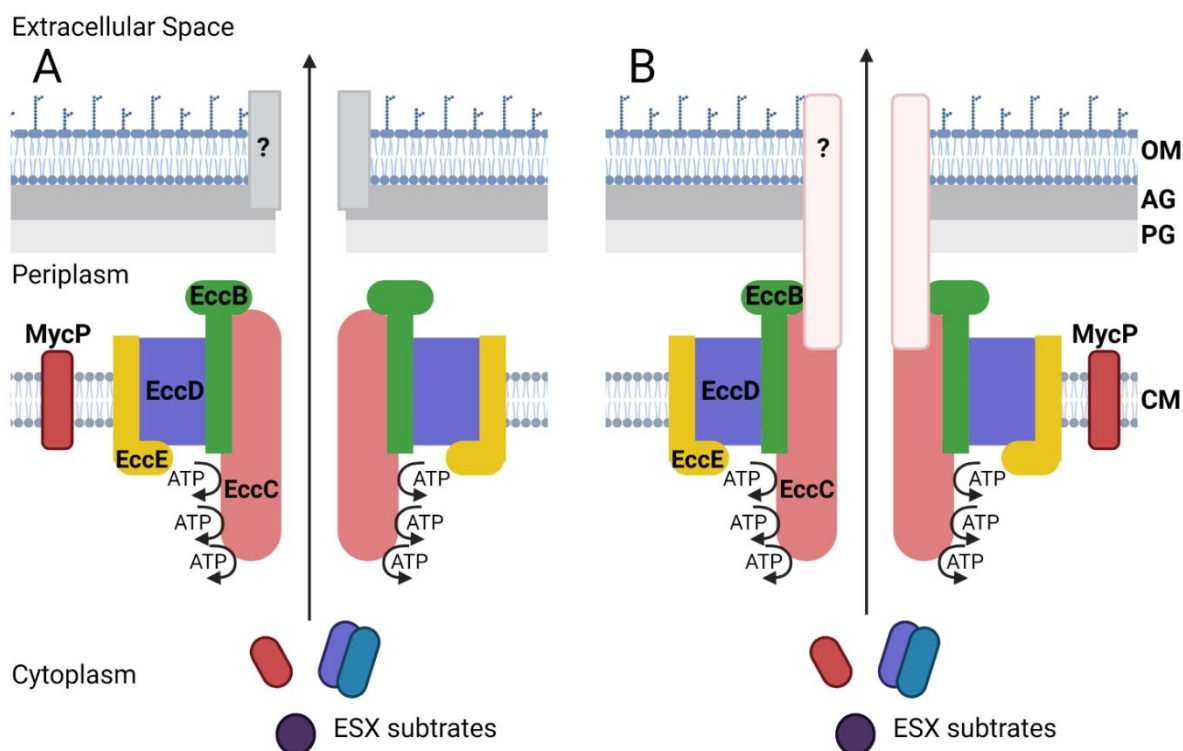 Extracellular Space
A
B
?
?
OM
AG
PG
Periplasm
EccB
EccB
MycP
MycP
EccD
EccD
CM
EccE
EccE
ATP
ATP
ATP
ATP
EccC
EccC
ATP
ATP
ATP
ATP
ATP
ATP
ATP
ATP
Cytoplasm
ESX subtrates
ESX subtrates